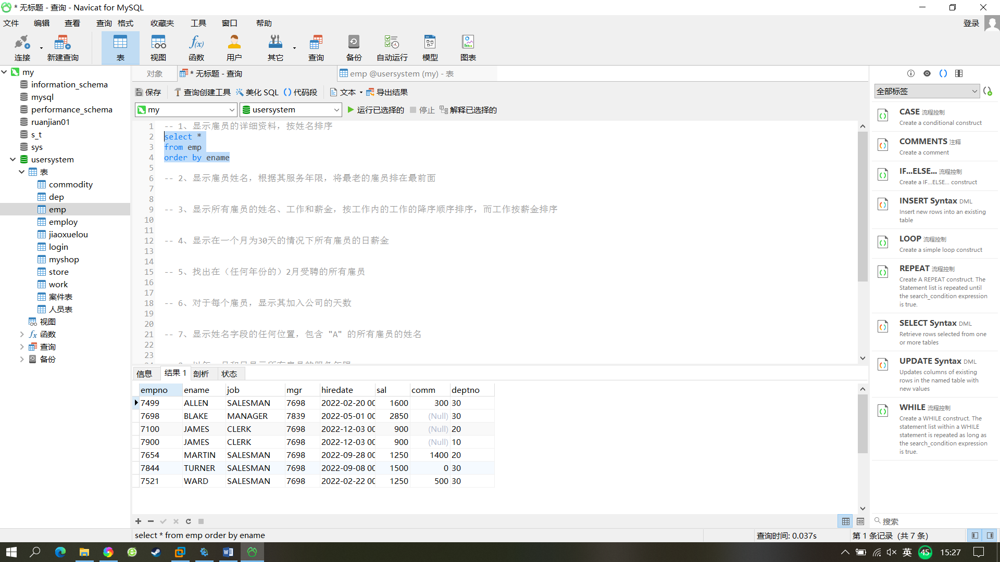 * 无标题 - 查询 - Navicat for MySQL
文件 编辑 查看 查询 格式 收藏夹 工具 窗口 帮助 登录
连接 新建查询 表 视图 函数 用户 其它 查询 备份 自动运行 模型 图表
对象 * 无标题 - 查询 emp @usersystem (my) - 表
保存 查询创建工具 美化 SQL () 代码段 文本 导出结果
my usersystem 运行已选择的 停止 解释已选择的
my
information_schema
mysql
performance_schema
ruanjian01
s_t
sys
usersystem
表
commodity
dep
emp
employ
jiaoxuelou
login
myshop
store
work
案件表
人员表
视图
函数
查询
备份
1 -- 1、显示雇员的详细资料，按姓名排序
2 select *
3 from emp
4 order by ename
5
6 -- 2、显示雇员姓名，根据其服务年限，将最老的雇员排在最前面
7
8
9 -- 3、显示所有雇员的姓名、工作和薪金，按工作内的工作的降序顺序排序，而工作按薪金排序
10
11
12 -- 4、显示在一个月为30天的情况下所有雇员的日薪金
13
14
15 -- 5、找出在（任何年份的）2月受聘的所有雇员
16
17
18 -- 6、对于每个雇员，显示其加入公司的天数
19
20
21 -- 7、显示姓名字段的任何位置，包含 "A" 的所有雇员的姓名
22
23
信息 结果 1 剖析 状态
empno ename job mgr hiredate sal comm deptno
7499 ALLEN SALESMAN 7698 2022-02-20 00 1600 300 30
7698 BLAKE MANAGER 7839 2022-05-01 00 2850 (Null) 30
7100 JAMES CLERK 7698 2022-12-03 00 900 (Null) 20
7900 JAMES CLERK 7698 2022-12-03 00 900 (Null) 10
7654 MARTIN SALESMAN 7698 2022-09-28 00 1250 1400 20
7844 TURNER SALESMAN 7698 2022-09-08 00 1500 0 30
7521 WARD SALESMAN 7698 2022-02-22 00 1250 500 30
全部标签
CASE 流程控制
Create a conditional construct
COMMENTS 注释
Create a comment
IF...ELSE... 流程控制
Create a IF...ELSE... construct
INSERT Syntax DML
Insert new rows into an existing
table
LOOP 流程控制
Create a simple loop construct
REPEAT 流程控制
Create A REPEAT construct. The
Statement list is repeated until
the search_condition expression
is true.
SELECT Syntax DML
Retrieve rows selected from one
or more tables
UPDATE Syntax DML
Updates columns of existing
rows in the named table with
new values
WHILE 流程控制
Create a WHILE construct. The
statement list within a WHILE
statement is repeated as long as
the search_condition expression
is true.
搜索
select * from emp order by ename 查询时间: 0.037s 第 1 条记录 (共 7 条)
英 45 15:27